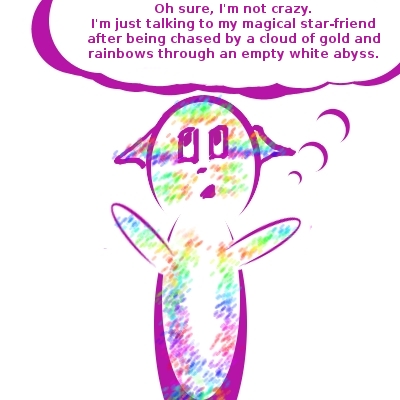 Oh sure, I'm not crazy.
I'm just talking to my magical star-friend
after being chased by a cloud of gold and
rainbows through an empty white abyss.